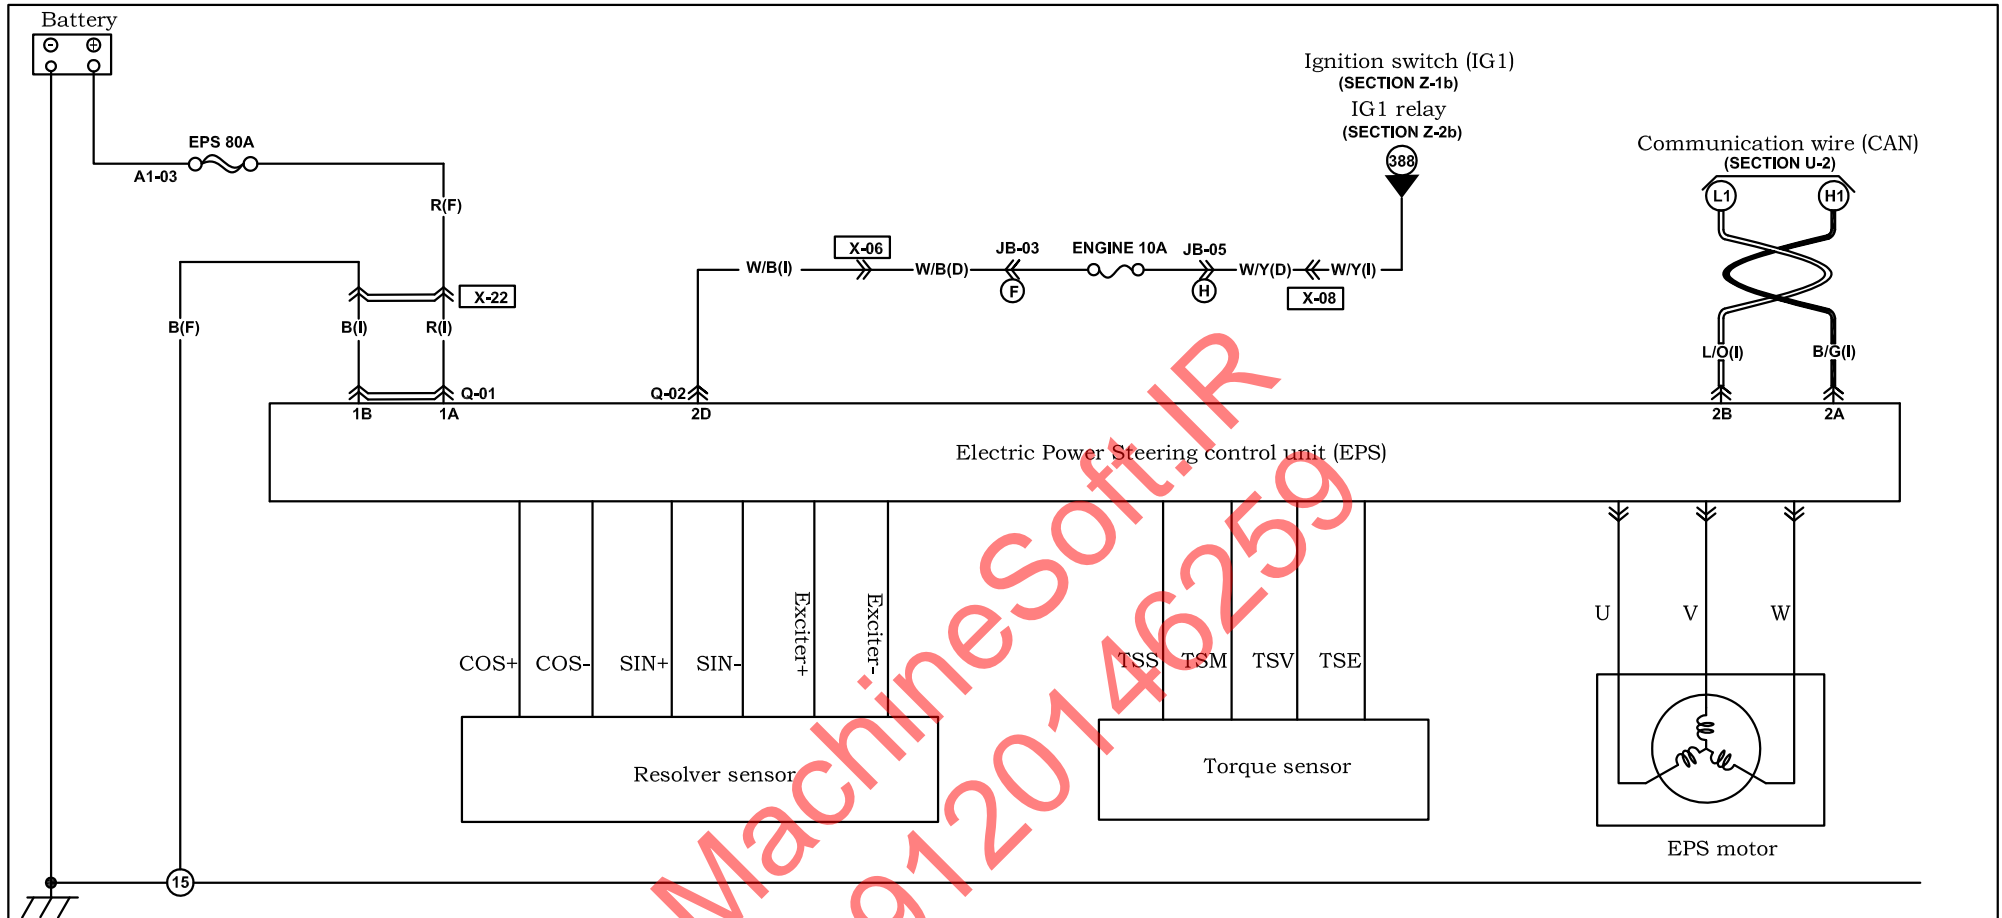 Battery
EPS 80A
A1-03
R(F)
X-22
B(F)
B(I)
R(I)
Q-01
1B
1A
Ignition switch (IG1)
(SECTION Z-1b)
IG1 relay
(SECTION Z-2b)
388
W/B(I)
X-06
W/B(D)
JB-03
F
ENGINE 10A
JB-05
H
W/Y(D)
W/Y(I)
X-08
Q-02
2D
Communication wire (CAN)
(SECTION U-2)
L1
H1
L/O(I)
B/G(I)
2B
2A
Electric Power Steering control unit (EPS)
COS+
COS-
SIN+
SIN-
Exciter+
Exciter-
TSS
TSM
TSV
TSE
U
V
W
Resolver sensor
Torque sensor
EPS motor
15
MachineSoft.IR
9120146259